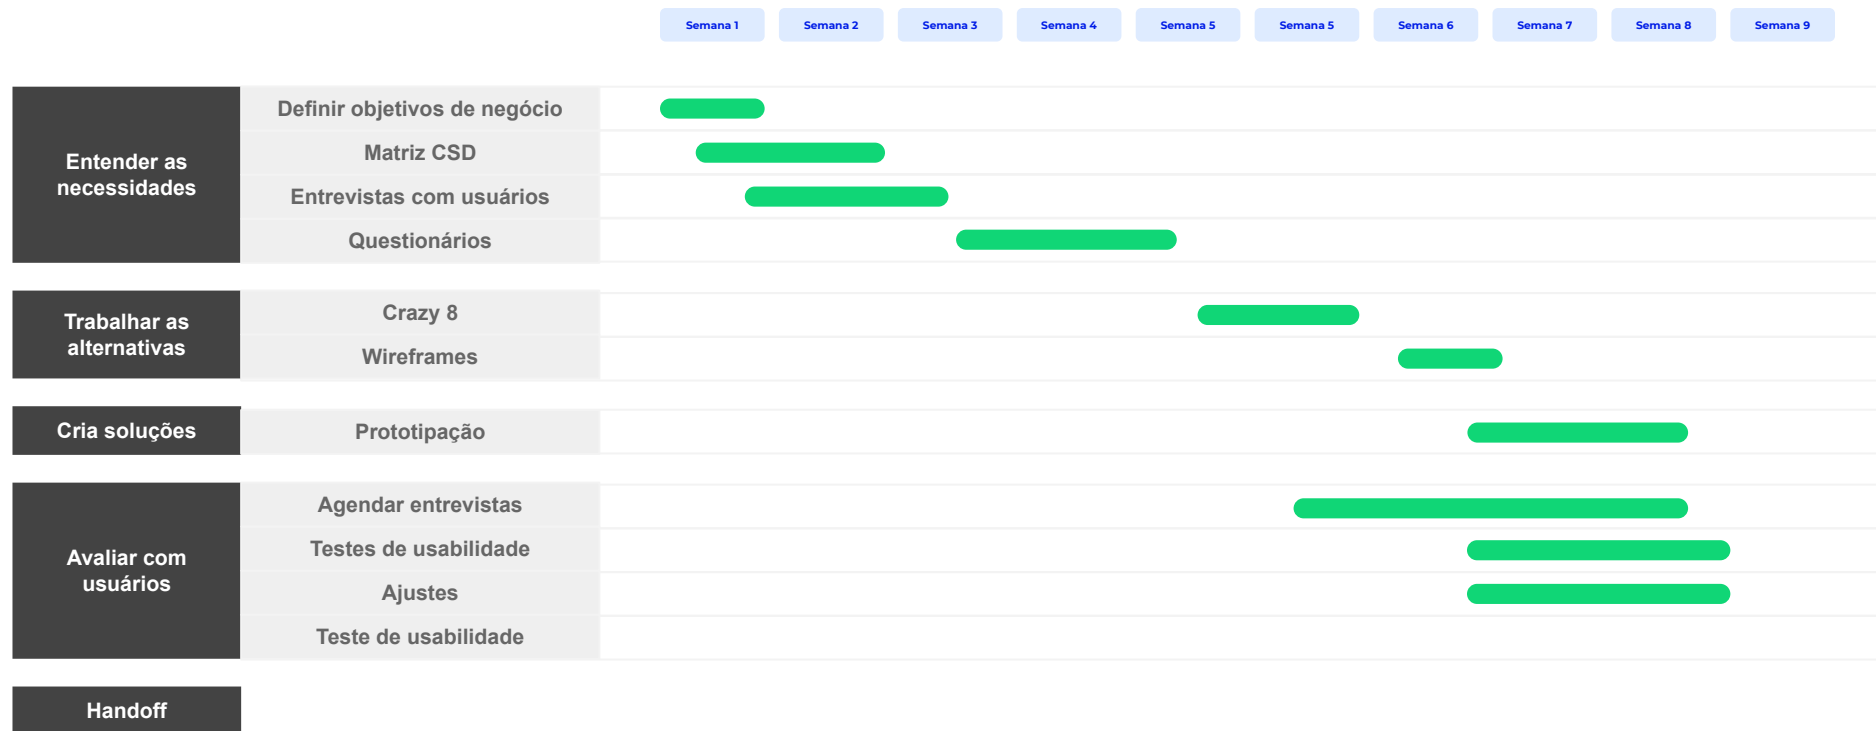 Semana 1 Semana 2 Semana 3 Semana 4 Semana 5 Semana 5 Semana 6 Semana 7 Semana 8 Semana 9
Entender as
necessidades
Definir objetivos de negócio
Matriz CSD
Entrevistas com usuários
Questionários
Trabalhar as
alternativas
Crazy 8
Wireframes
Cria soluções
Prototipação
Avaliar com
usuários
Agendar entrevistas
Testes de usabilidade
Ajustes
Teste de usabilidade
Handoff